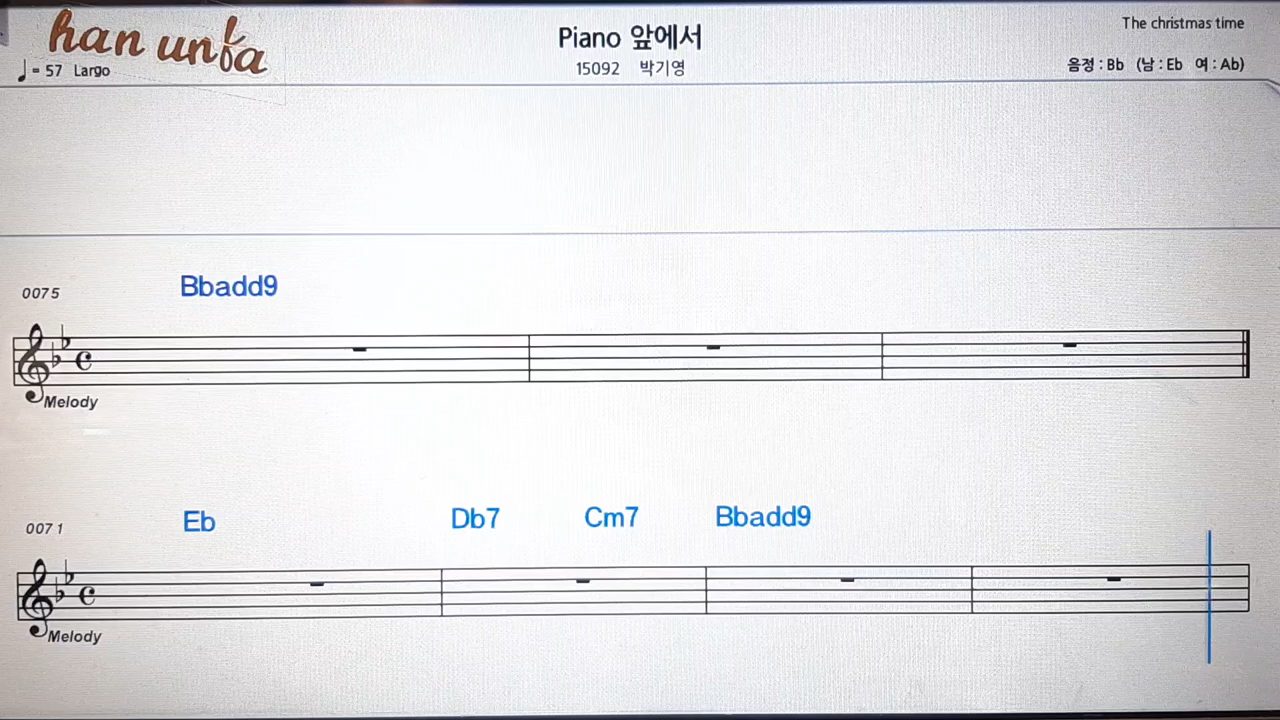 han unfa
Piano 앞에서
The christmas time
= 57 Largo
15092 박기영
음정 : Bb (남 : Eb 여 : Ab)
Bbadd9
0075
Melody
Eb Db7 Cm7 Bbadd9
0071
Melody